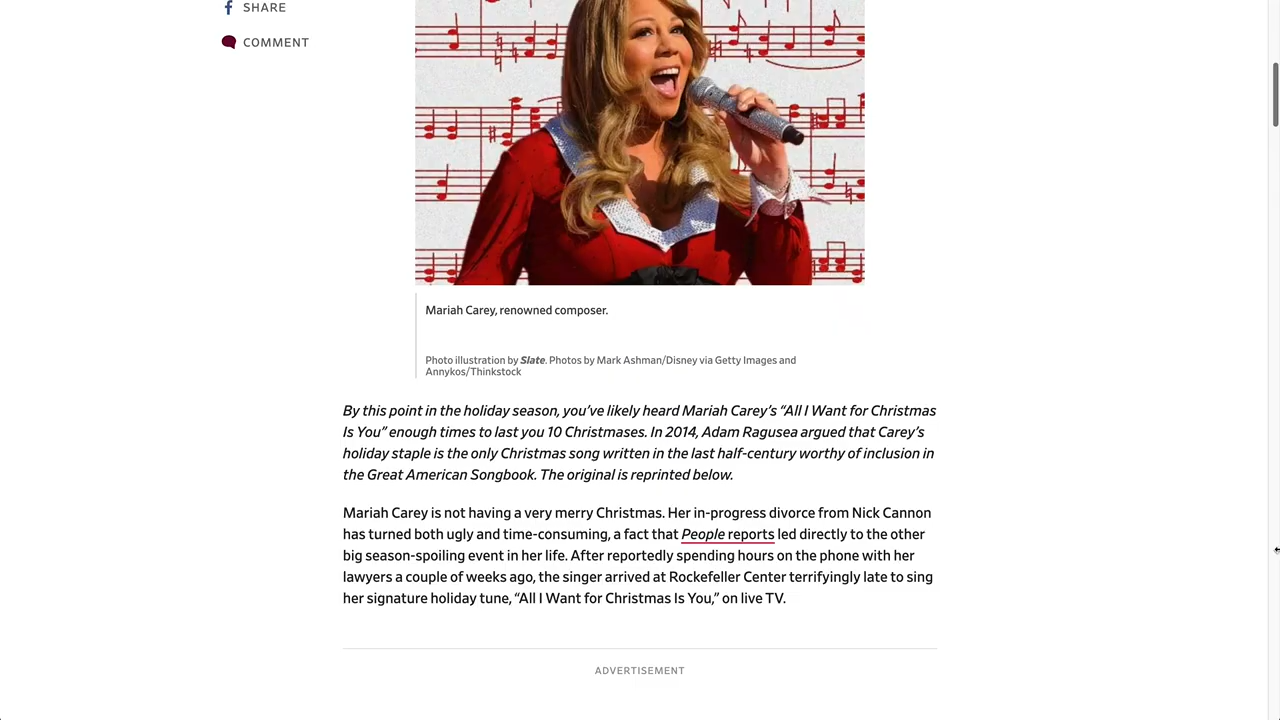 SHARE
COMMENT
Mariah Carey, renowned composer.
Photo illustration by Slate. Photos by Mark Ashman/Disney via Getty Images and
Annykos/Thinkstock
By this point in the holiday season, you’ve likely heard Mariah Carey’s “All I Want for Christmas
Is You” enough times to last you 10 Christmases. In 2014, Adam Ragusea argued that Carey’s
holiday staple is the only Christmas song written in the last half-century worthy of inclusion in
the Great American Songbook. The original is reprinted below.
Mariah Carey is not having a very merry Christmas. Her in-progress divorce from Nick Cannon
has turned both ugly and time-consuming, a fact that People reports led directly to the other
big season-spoiling event in her life. After reportedly spending hours on the phone with her
lawyers a couple of weeks ago, the singer arrived at Rockefeller Center terrifyingly late to sing
her signature holiday tune, “All I Want for Christmas Is You,” on live TV.
ADVERTISEMENT